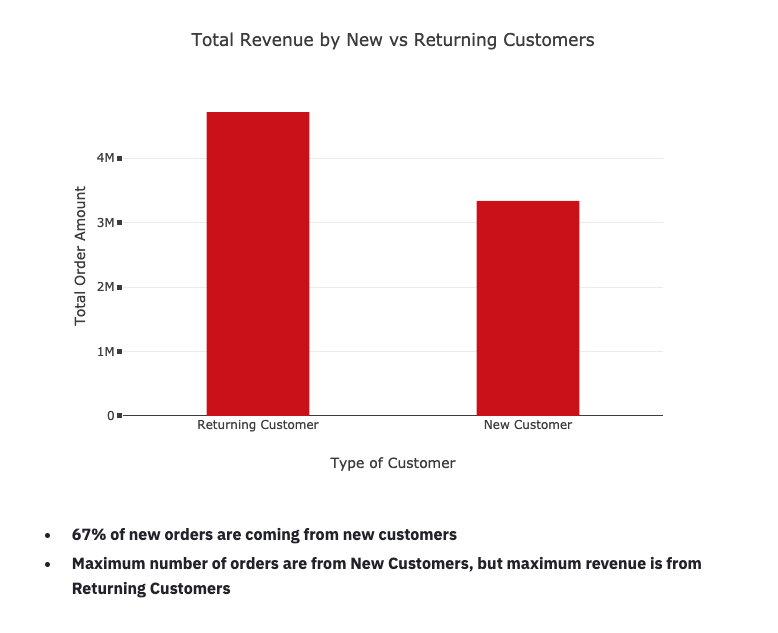 Total Revenue by New vs Returning Customers
4M
3M
2M
1M
0
Total Order Amount
Returning Customer
New Customer
Type of Customer
• 67% of new orders are coming from new customers
• Maximum number of orders are from New Customers, but maximum revenue is from
Returning Customers